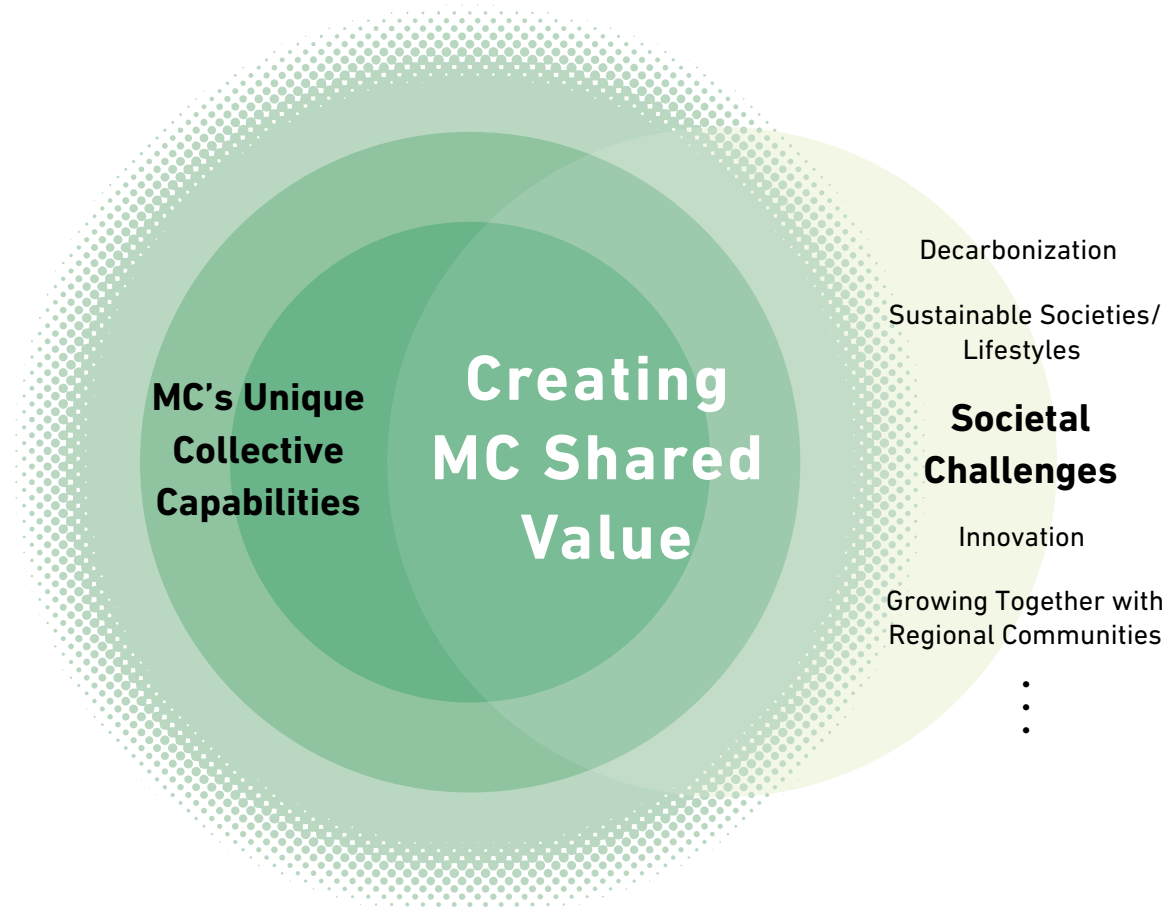 MC’s Unique
Collective
Capabilities
Creating
MC Shared
Value
Decarbonization
Sustainable Societies/
Lifestyles
Societal
Challenges
Innovation
Growing Together with
Regional Communities
•
•
•